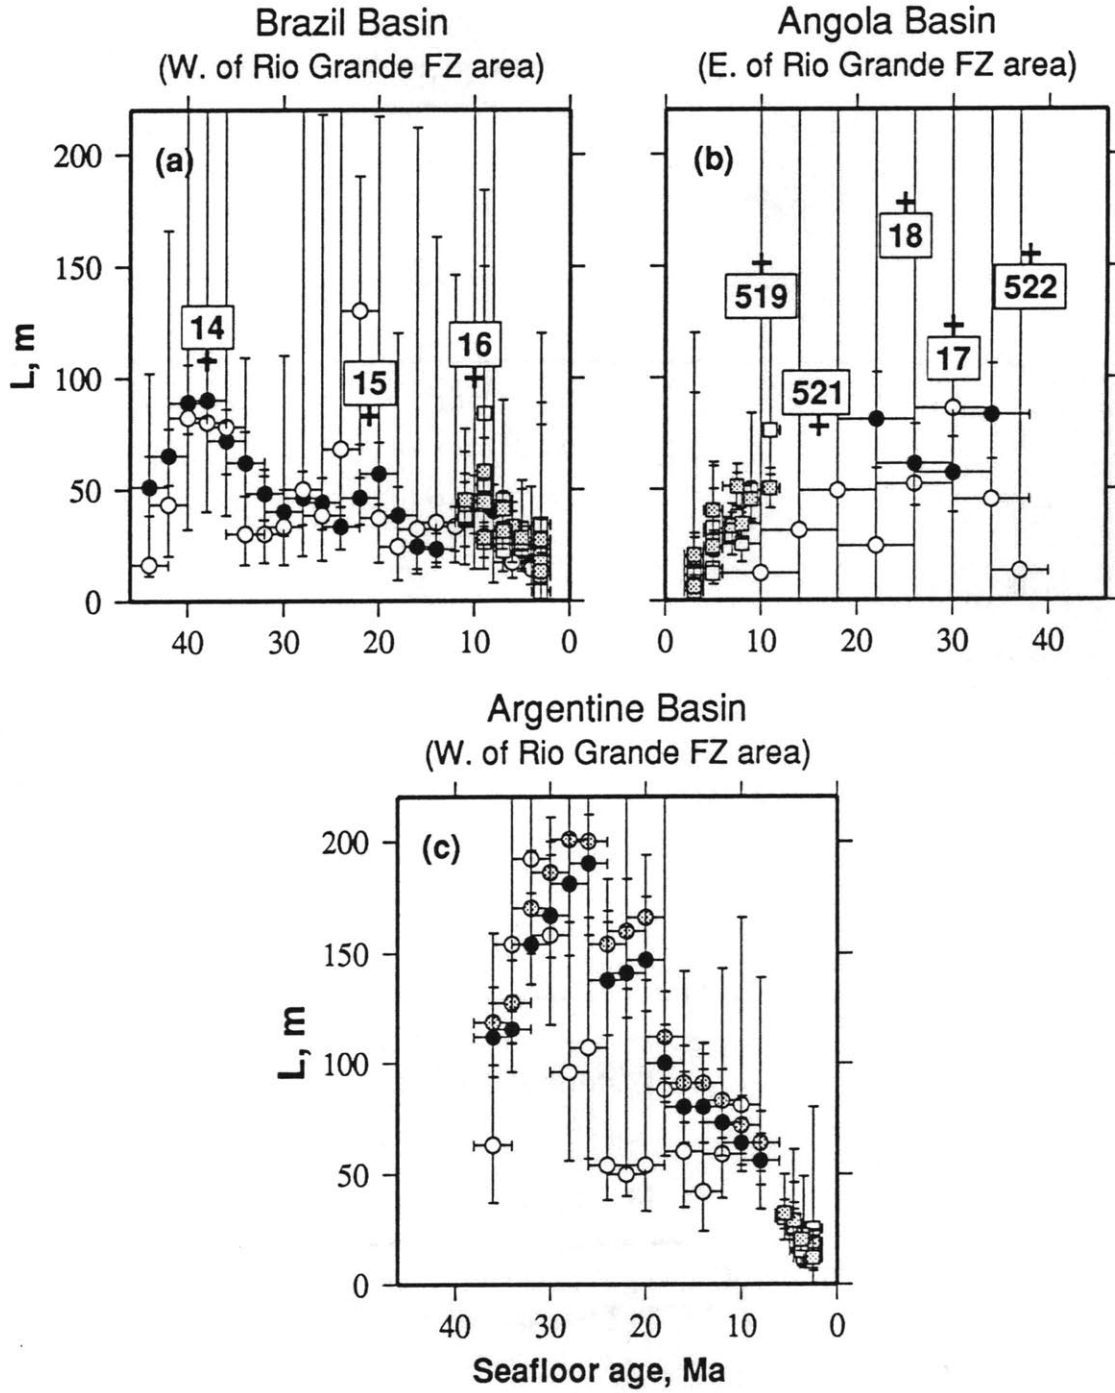 Brazil Basin
(W. of Rio Grande FZ area)
Angola Basin
(E. of Rio Grande FZ area)
(a)
(b)
200
150
100
50
0
L, m
14
15
16
519
521
18
17
522
40 30 20 10 0
0 10 20 30 40
Argentine Basin
(W. of Rio Grande FZ area)
(c)
200
150
100
50
0
L, m
40 30 20 10 0
Seafloor age, Ma